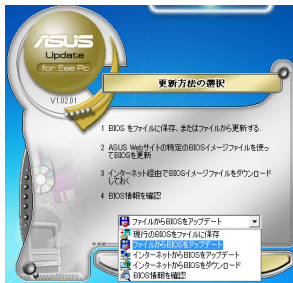 ASUS
Update
for Eee Pc
V1.02.01
更新方法の選択
1 BIOS をファイルに保存、またはファイルから更新する.
2 ASUS Webサイトの特定のBIOSイメージファイルを使っ
てBIOSを更新
3 インターネット経由でBIOSイメージファイルをダウンロード
しておく
4 BIOS情報を確認
ファイルからBIOSをアップデート
現行のBIOSをファイルに保存
ファイルからBIOSをアップデート
インターネットからBIOSをアップデート
インターネットからBIOSをダウンロード
BIOS情報を確認